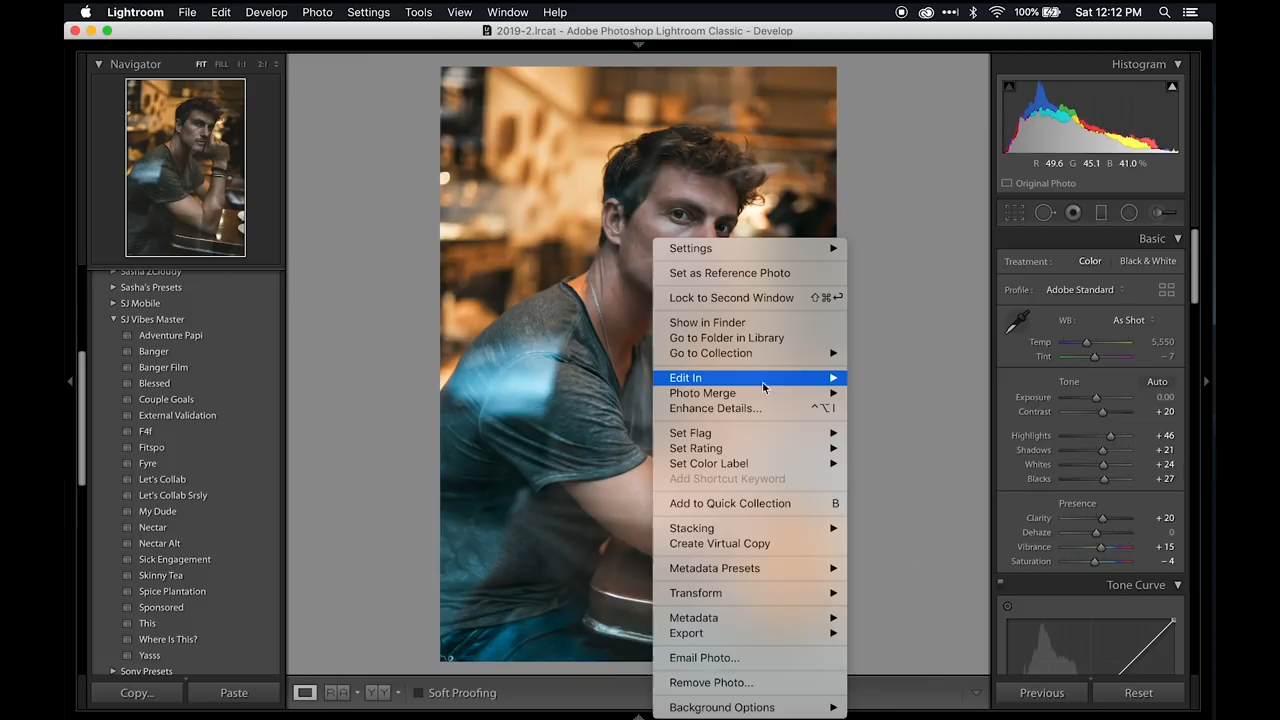 Lightroom File Edit Develop Photo Settings Tools View Window Help 100% Sat 12:12 PM
2019-2.lrcat - Adobe Photoshop Lightroom Classic - Develop
Navigator FIT FILL 1:1 2:1
Sasha ZCloudy
Sasha's Presets
SJ Mobile
SJ Vibes Master
Adventure Papi
Banger
Banger Film
Blessed
Couple Goals
External Validation
F4f
Fitspo
Fyre
Let's Collab
Let's Collab Srsly
My Dude
Nectar
Nectar Alt
Sick Engagement
Skinny Tea
Spice Plantation
Sponsored
This
Where Is This?
Yasss
Sony Presets
Copy... Paste
Settings
Set as Reference Photo
Lock to Second Window ⇧⌘↩
Show in Finder
Go to Folder in Library
Go to Collection
Edit In
Photo Merge
Enhance Details... ^⌥I
Set Flag
Set Rating
Set Color Label
Add Shortcut Keyword
Add to Quick Collection B
Stacking
Create Virtual Copy
Metadata Presets
Transform
Metadata
Export
Email Photo...
Remove Photo...
Background Options
R A Y Y Soft Proofing
Histogram
R 49.6 G 45.1 B 41.0 %
Original Photo
Basic
Treatment: Color Black & White
Profile: Adobe Standard
WB: As Shot
Temp 5,550
Tint - 7
Tone Auto
Exposure 0.00
Contrast + 20
Highlights + 46
Shadows + 21
Whites + 24
Blacks + 27
Presence
Clarity + 20
Dehaze 0
Vibrance + 15
Saturation - 4
Tone Curve
Previous Reset